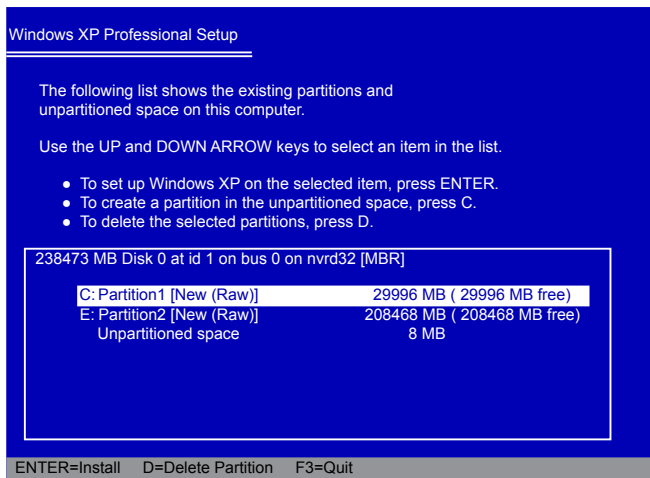 Windows XP Professional Setup
The following list shows the existing partitions and
unpartitioned space on this computer.
Use the UP and DOWN ARROW keys to select an item in the list.
● To set up Windows XP on the selected item, press ENTER.
● To create a partition in the unpartitioned space, press C.
● To delete the selected partitions, press D.
238473 MB Disk 0 at id 1 on bus 0 on nvrd32 [MBR]
C: Partition1 [New (Raw)] 29996 MB ( 29996 MB free)
E: Partition2 [New (Raw)] 208468 MB ( 208468 MB free)
Unpartitioned space 8 MB
ENTER=Install D=Delete Partition F3=Quit